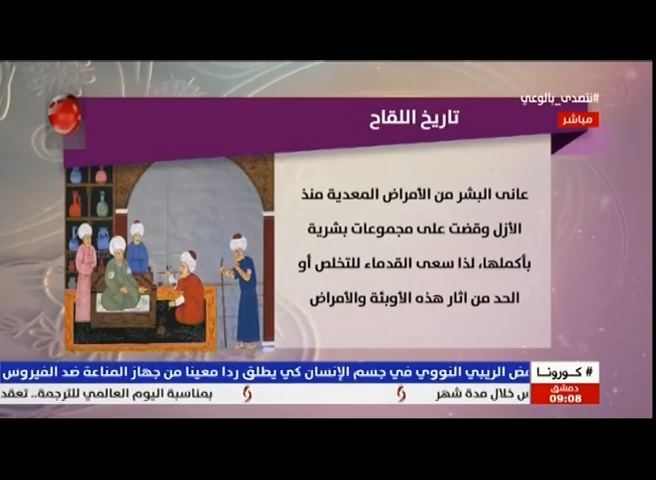 #نتصدى_بالوعي
مباشر
تاريخ اللقاح
عانى البشر من الأمراض المعدية منذ
الأزل وقضت على مجموعات بشرية
بأكملها، لذا سعى القدماء للتخلص أو
الحد من اثار هذه الأوبئة والأمراض
# كورونا
الريبي النووي في جسم الإنسان كي يطلق ردا معينا من جهاز المناعة ضد الفيروس
دمشق
09:08
خلال مدة شهر
بمناسبة اليوم العالمي للترجمة.. تعقد